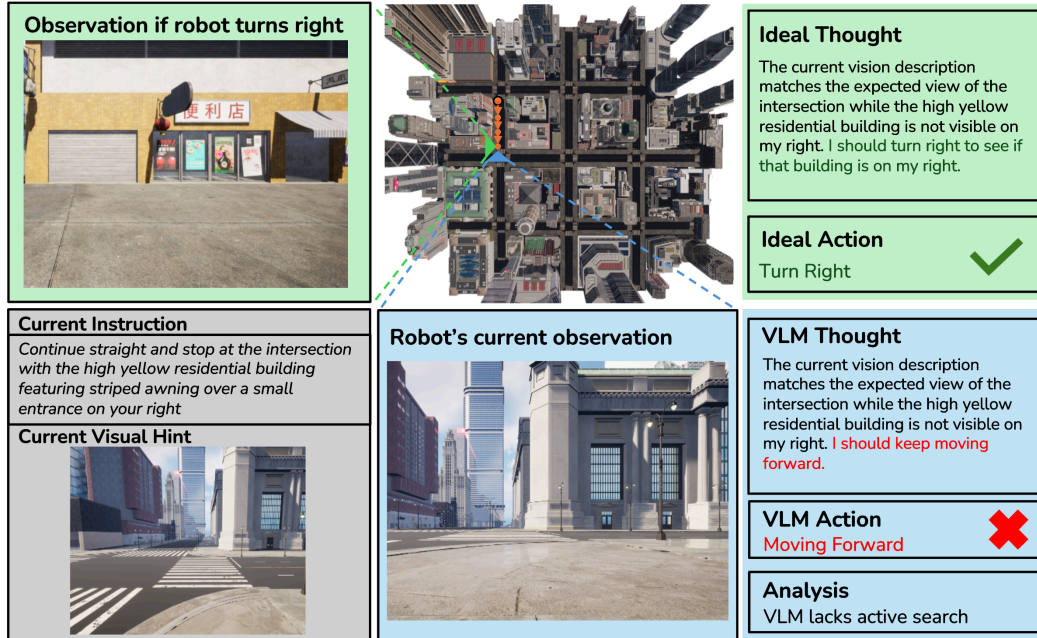 Observation if robot turns right
便利店
Ideal Thought
The current vision description
matches the expected view of the
intersection while the high yellow
residential building is not visible on
my right. I should turn right to see if
that building is on my right.
Ideal Action
Turn Right
Current Instruction
Continue straight and stop at the intersection
with the high yellow residential building
featuring striped awning over a small
entrance on your right
Current Visual Hint
Robot's current observation
VLM Thought
The current vision description
matches the expected view of the
intersection while the high yellow
residential building is not visible on
my right. I should keep moving
forward.
VLM Action
Moving Forward
Analysis
VLM lacks active search